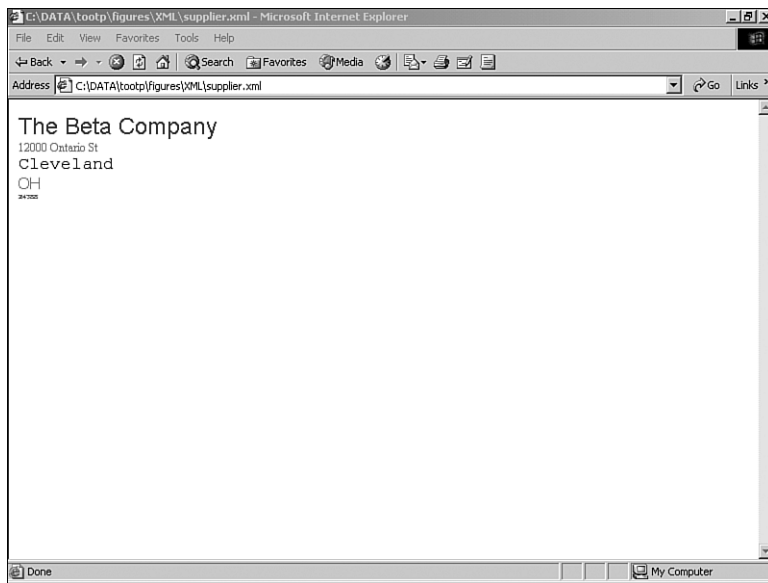 C:\DATA\tootp\figures\XML\supplier.xml - Microsoft Internet Explorer
File Edit View Favorites Tools Help
Back Search Favorites Media
Address C:\DATA\tootp\figures\XML\supplier.xml Go Links
The Beta Company
12000 Ontario St
Cleveland
OH
Done My Computer